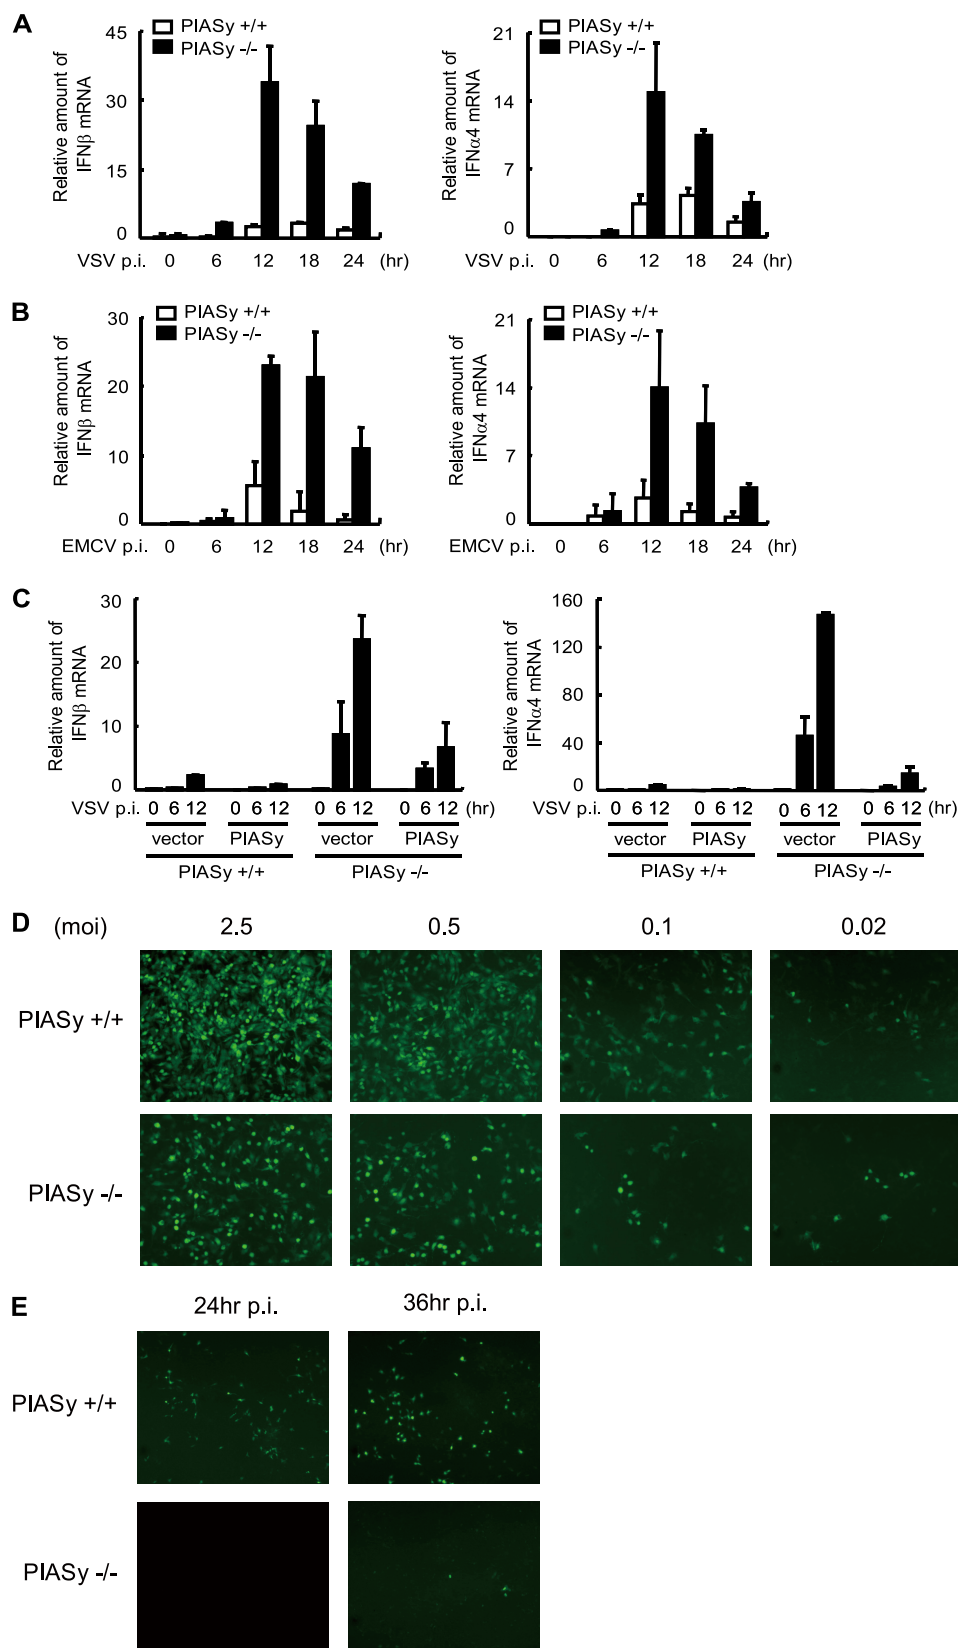 A
Relative amount of
IFNβ mRNA
45
30
15
0
PIASy +/+
PIASy -/-
VSV p.i. 0 6 12 18 24 (hr)
Relative amount of
IFNα4 mRNA
21
14
7
0
PIASy +/+
PIASy -/-
VSV p.i. 0 6 12 18 24 (hr)
B
Relative amount of
IFNβ mRNA
30
20
10
0
PIASy +/+
PIASy -/-
EMCV p.i. 0 6 12 18 24 (hr)
Relative amount of
IFNα4 mRNA
21
14
7
0
PIASy +/+
PIASy -/-
EMCV p.i. 0 6 12 18 24 (hr)
C
Relative amount of
IFNβ mRNA
30
20
10
0
VSV p.i. 0 6 12 0 6 12 0 6 12 0 6 12 (hr)
vector PIASy vector PIASy
PIASy +/+ PIASy -/-
Relative amount of
IFNα4 mRNA
160
120
80
40
0
VSV p.i. 0 6 12 0 6 12 0 6 12 0 6 12 (hr)
vector PIASy vector PIASy
PIASy +/+ PIASy -/-
D (moi) 2.5 0.5 0.1 0.02
PIASy +/+
PIASy -/-
E 24hr p.i. 36hr p.i.
PIASy +/+
PIASy -/-